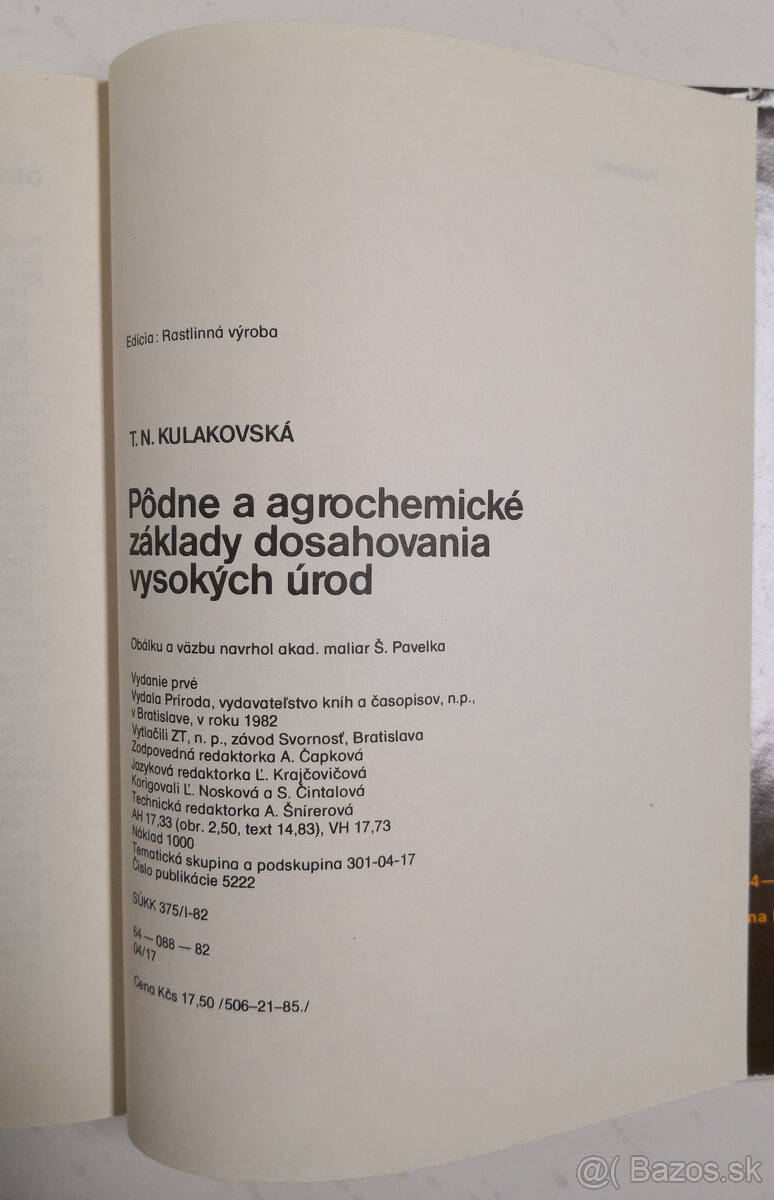 Edícia: Rastlinná výroba
T. N. KULAKOVSKÁ
Pôdne a agrochemické
základy dosahovania
vysokých úrod
Obálku a väzbu navrhol akad. maliar Š. Pavelka
Vydanie prvé
Vydala Príroda, vydavateľstvo kníh a časopisov, n.p.,
v Bratislave, v roku 1982
Vytlačili ZT, n. p., závod Svornosť, Bratislava
Zodpovedná redaktorka A. Čapková
Jazyková redaktorka Ľ. Krajčovičová
Korigovali Ľ. Nosková a S. Čintalová
Technická redaktorka A. Šnírerová
AH 17,33 (obr. 2,50, text 14,83), VH 17,73
Náklad 1000
Tematická skupina a podskupina 301-04-17
Číslo publikácie 5222
SÚKK 375/I-82
64—088—82
04/17
Cena Kčs 17,50 /506-21-85./
@( Bazos.sk